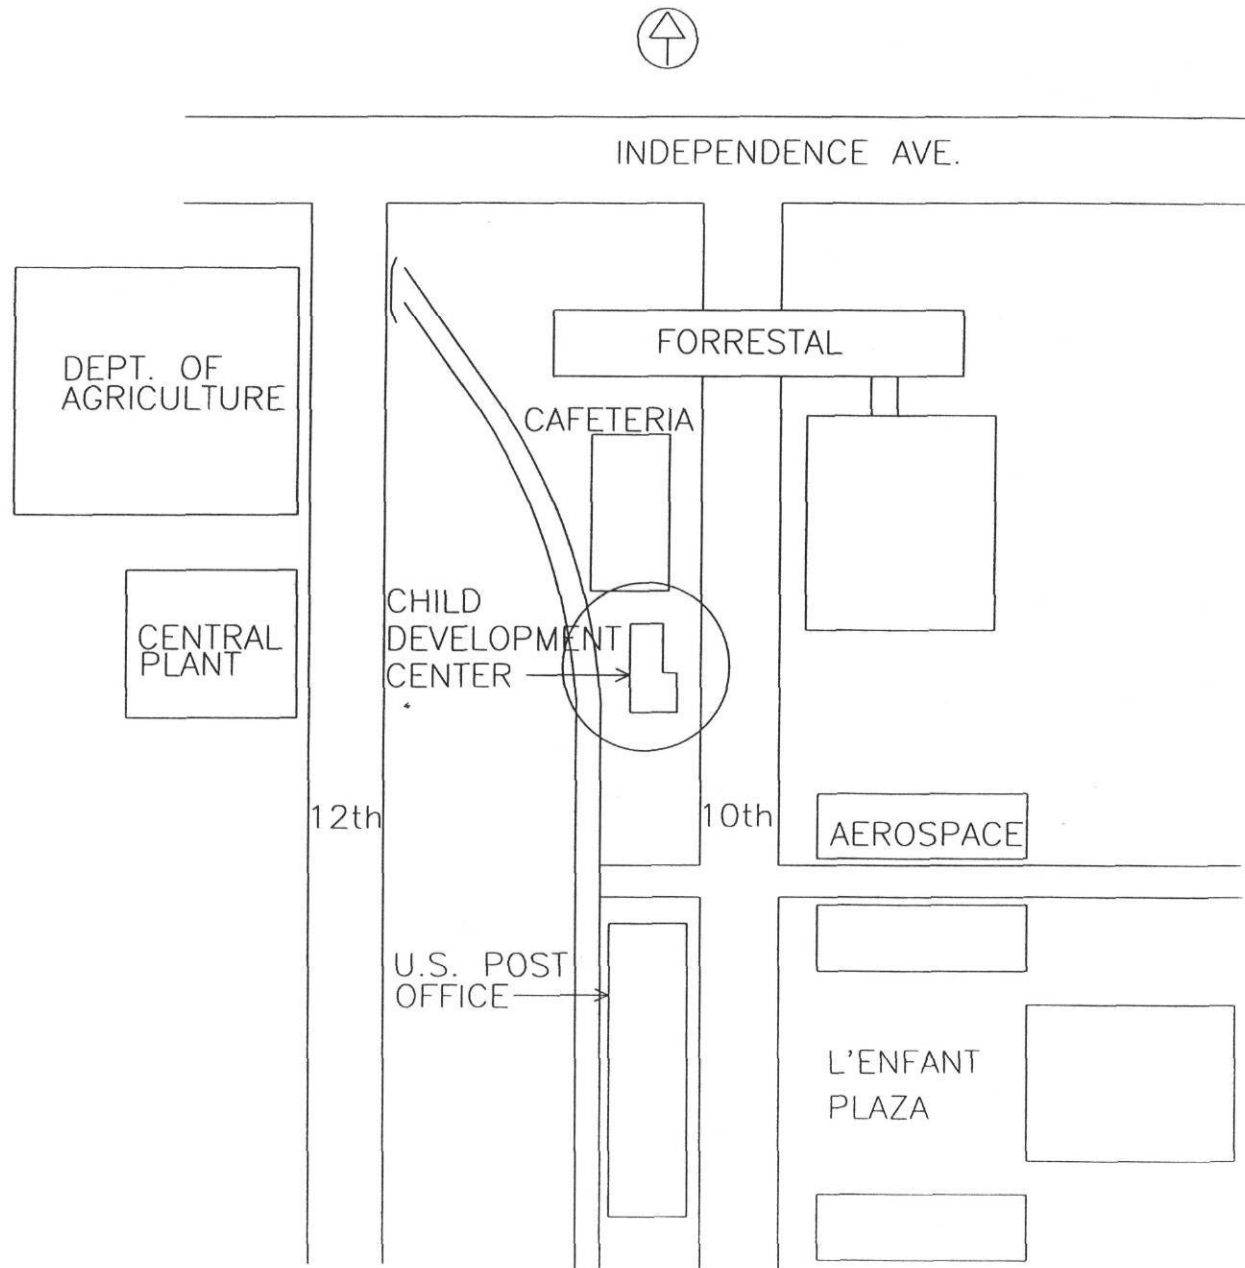 INDEPENDENCE AVE.
FORRESTAL
DEPT. OF
AGRICULTURE
CAFETERIA
CHILD
DEVELOPMENT
CENTER
CENTRAL
PLANT
12th
10th
AEROSPACE
U.S. POST
OFFICE
L'ENFANT
PLAZA